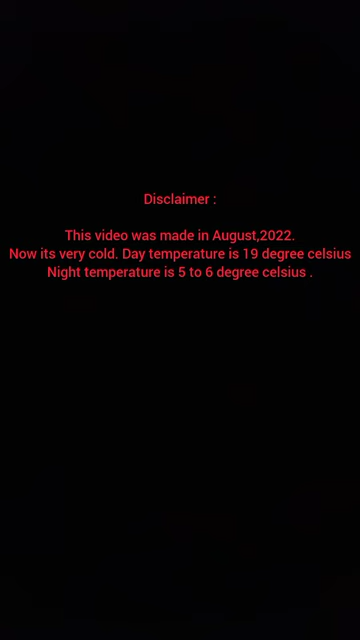 Disclaimer :
This video was made in August,2022.
Now its very cold. Day temperature is 19 degree celsius
Night temperature is 5 to 6 degree celsius .